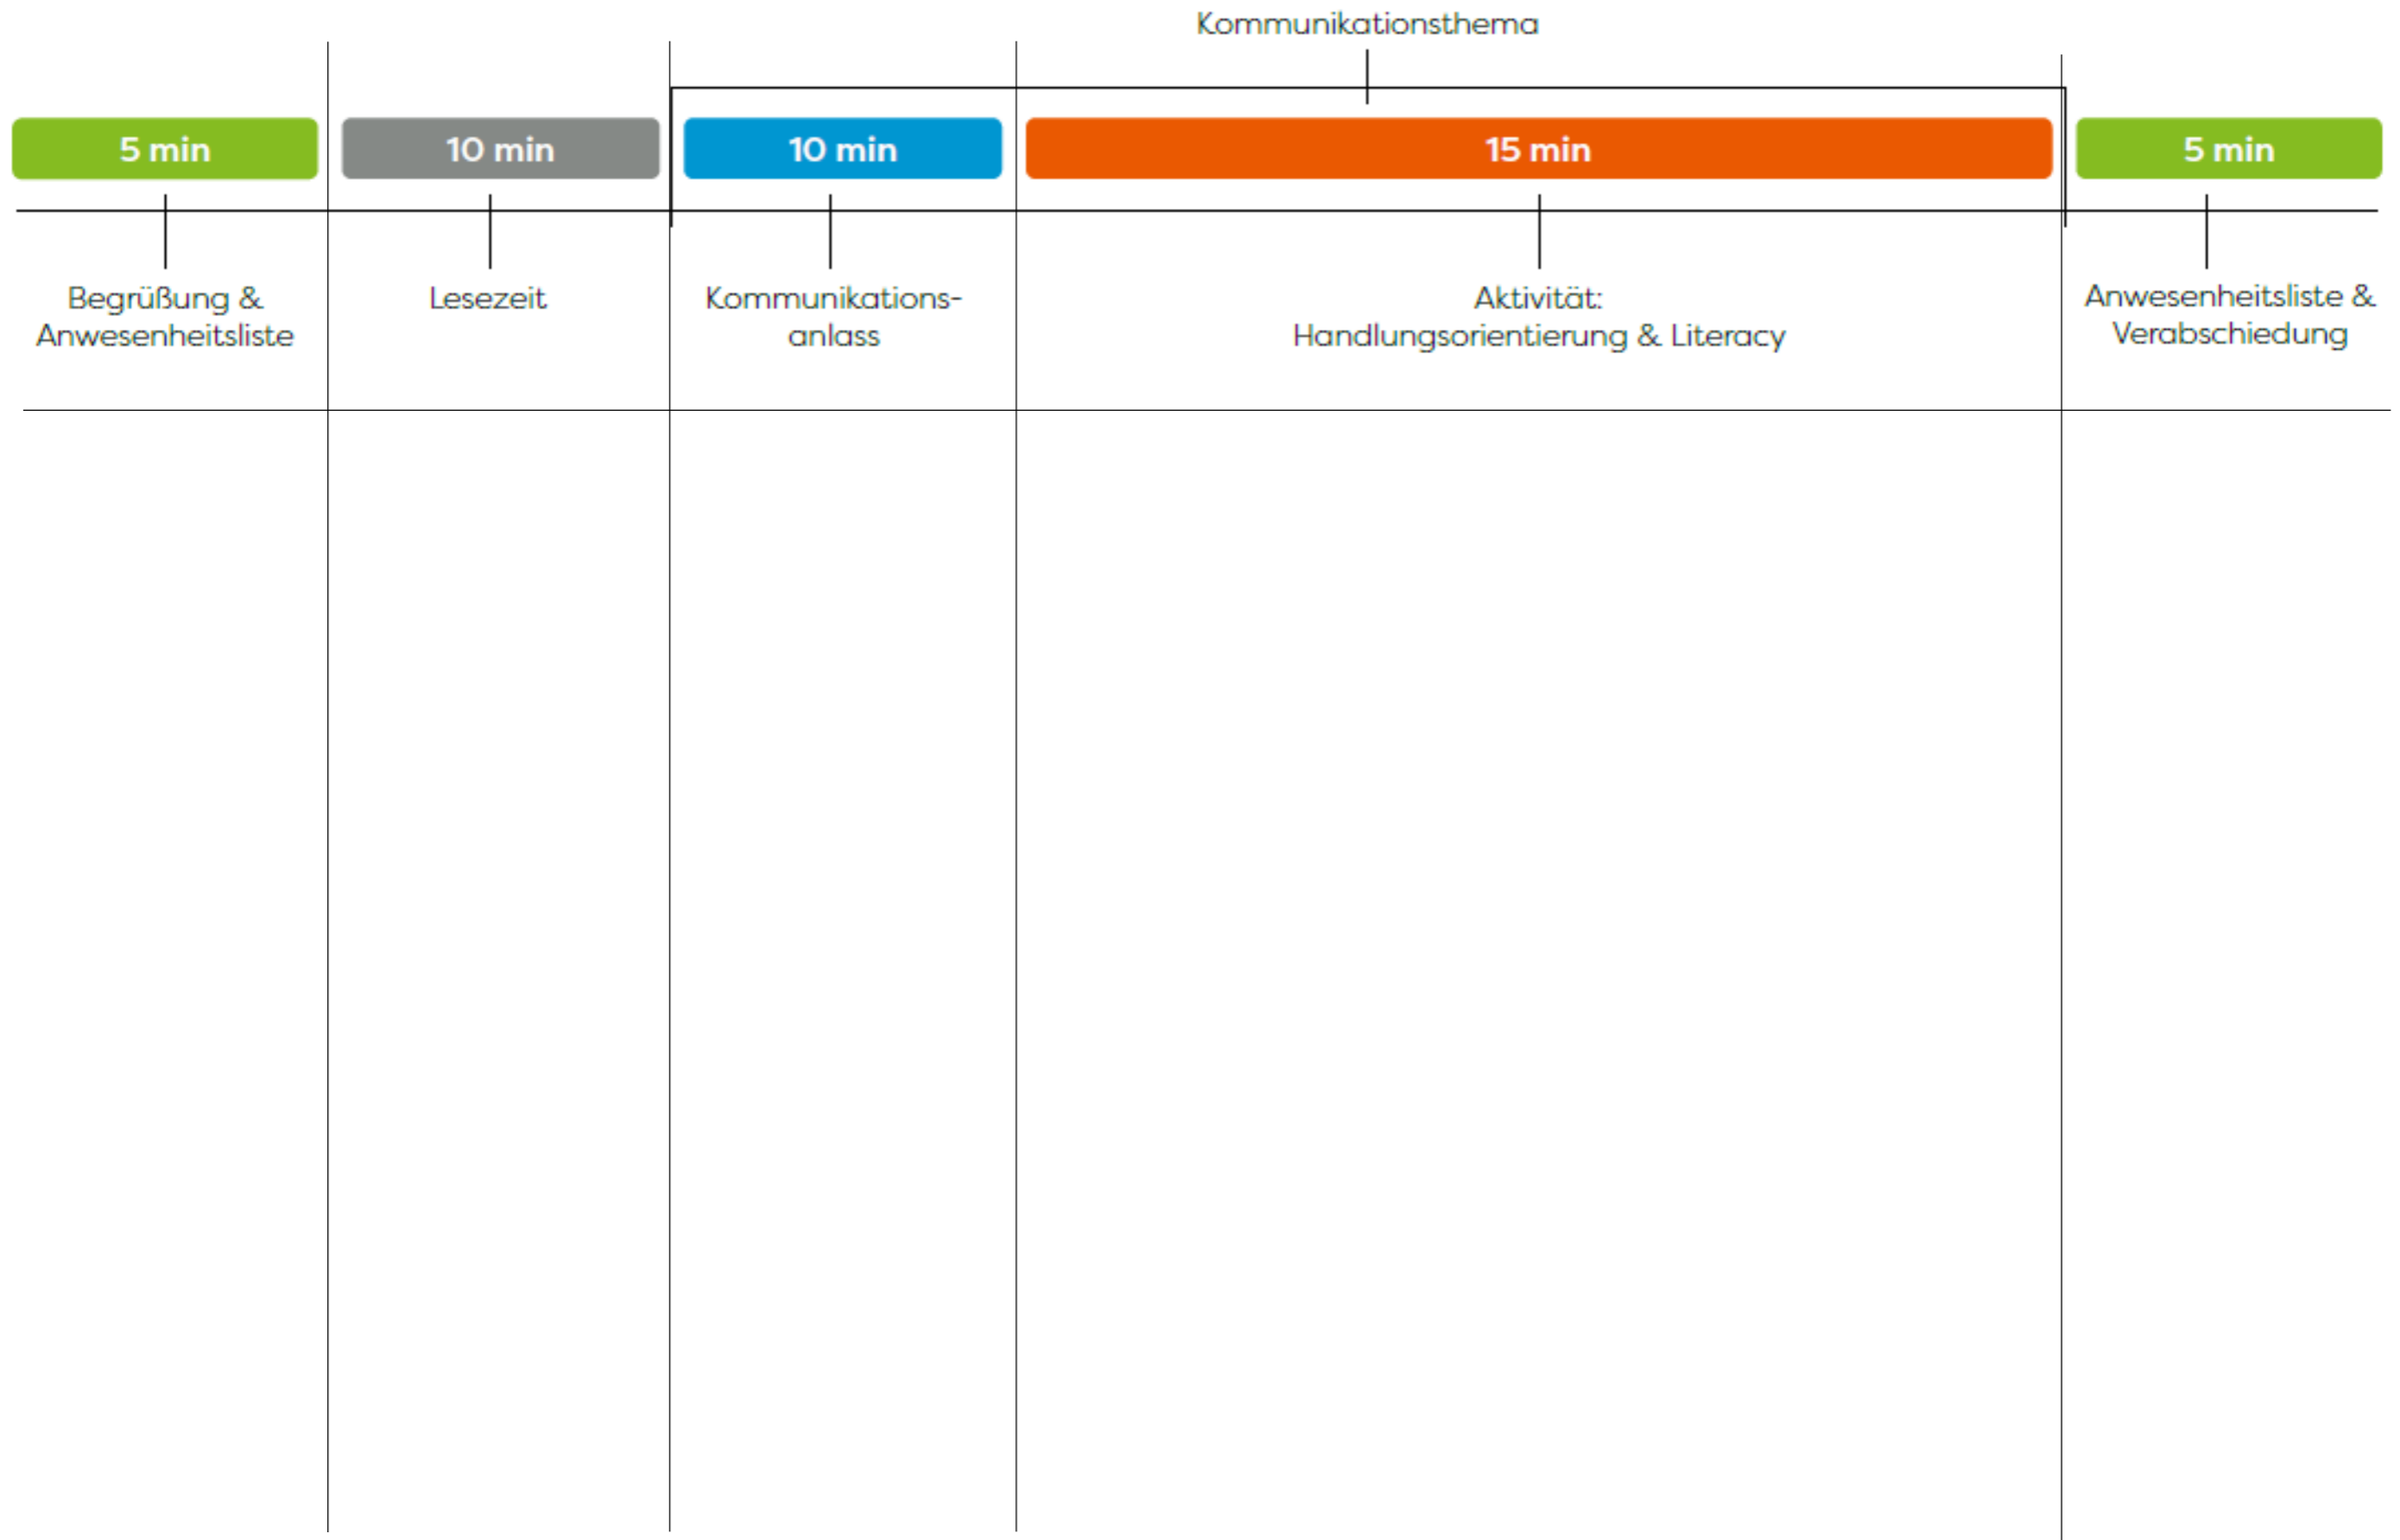 Kommunikationsthema
5 min
10 min
10 min
15 min
5 min
Begrüßung &
Anwesenheitsliste
Lesezeit
Kommunikations-
anlass
Aktivität:
Handlungsorientierung & Literacy
Anwesenheitsliste &
Verabschiedung